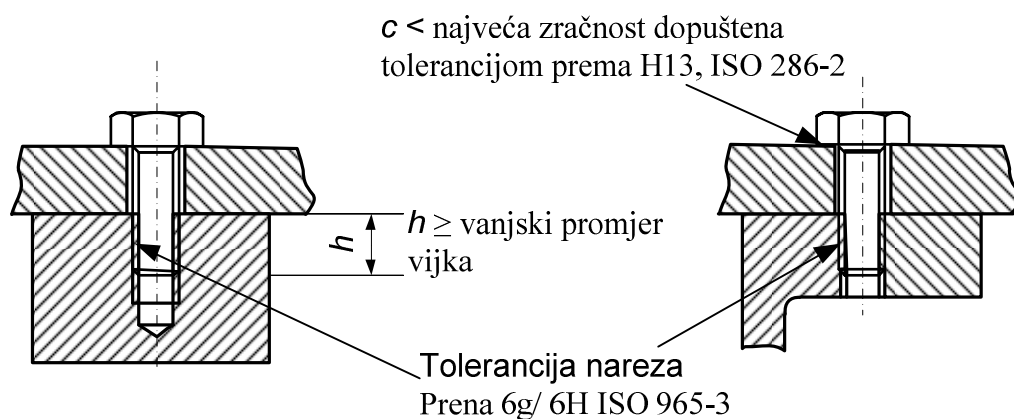 c < najveća zračnost dopuštena
tolerancijom prema H13, ISO 286-2
h
h ≥ vanjski promjer
vijka
Tolerancija nareza
Prena 6g/ 6H ISO 965-3